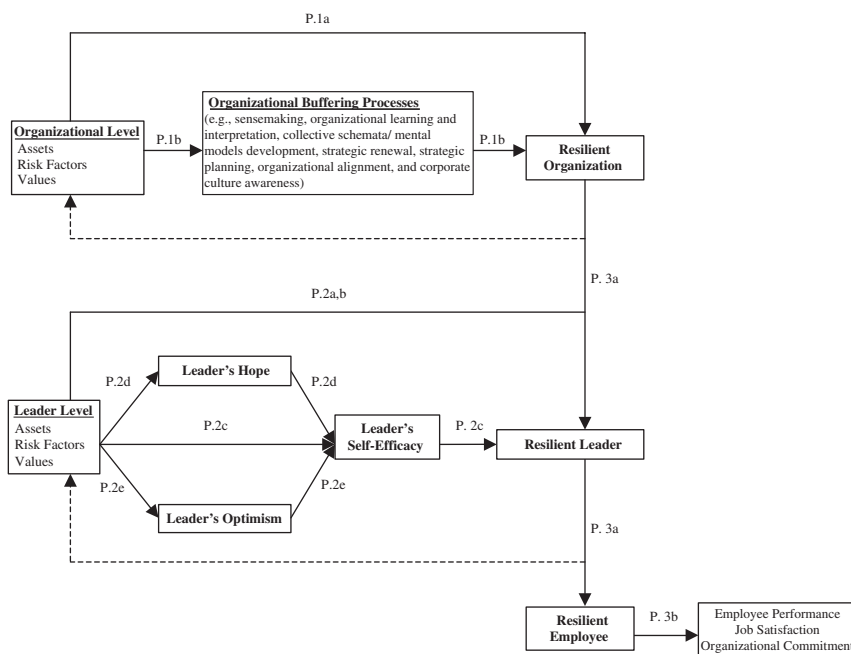 P.1a
Organizational Buffering Processes
(e.g., sensemaking, organizational learning and
interpretation, collective schemata/ mental
models development, strategic renewal, strategic
planning, organizational alignment, and corporate
culture awareness)
Organizational Level
Assets
Risk Factors
Values
P.1b
P.1b
Resilient
Organization
P. 3a
P.2a,b
Leader's Hope
P.2d
P.2d
Leader Level
Assets
Risk Factors
Values
P.2c
Leader's
Self-Efficacy
P. 2c
Resilient Leader
P.2e
P.2e
Leader's Optimism
P. 3a
Resilient
Employee
P. 3b
Employee Performance
Job Satisfaction
Organizational Commitment